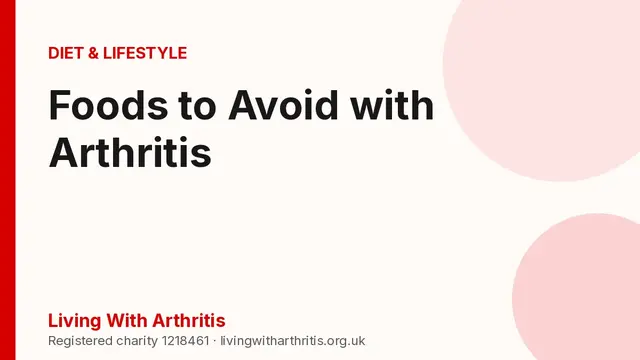 DIET & LIFESTYLE
Foods to Avoid with
Arthritis
Living With Arthritis
Registered charity 1218461 · livingwitharthritis.org.uk